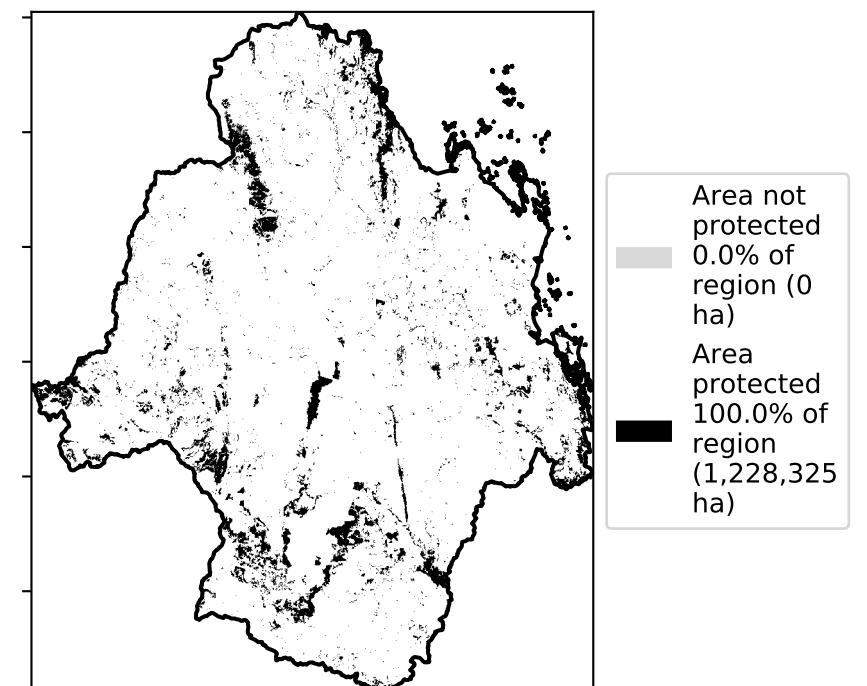 Area not
protected
0.0% of
region (0
ha)
Area
protected
100.0% of
region
(1,228,325
ha)